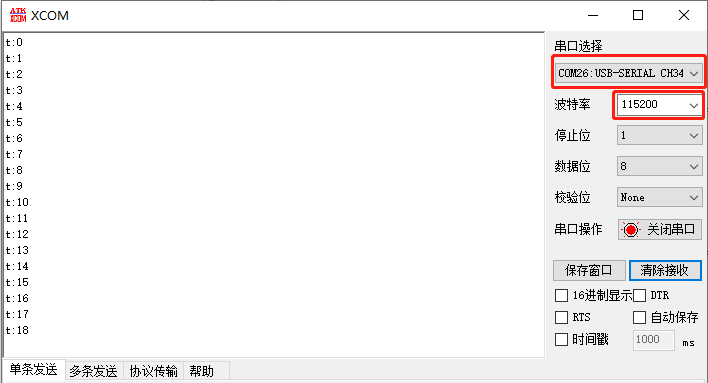 ATK
XCOM
XCOM
t:0
t:1
t:2
t:3
t:4
t:5
t:6
t:7
t:8
t:9
t:10
t:11
t:12
t:13
t:14
t:15
t:16
t:17
t:18
串口选择
COM26:USB-SERIAL CH34
波特率 115200
停止位 1
数据位 8
校验位 None
串口操作 关闭串口
保存窗口 清除接收
16进制显示 DTR
RTS 自动保存
时间戳 1000 ms
单条发送 多条发送 协议传输 帮助